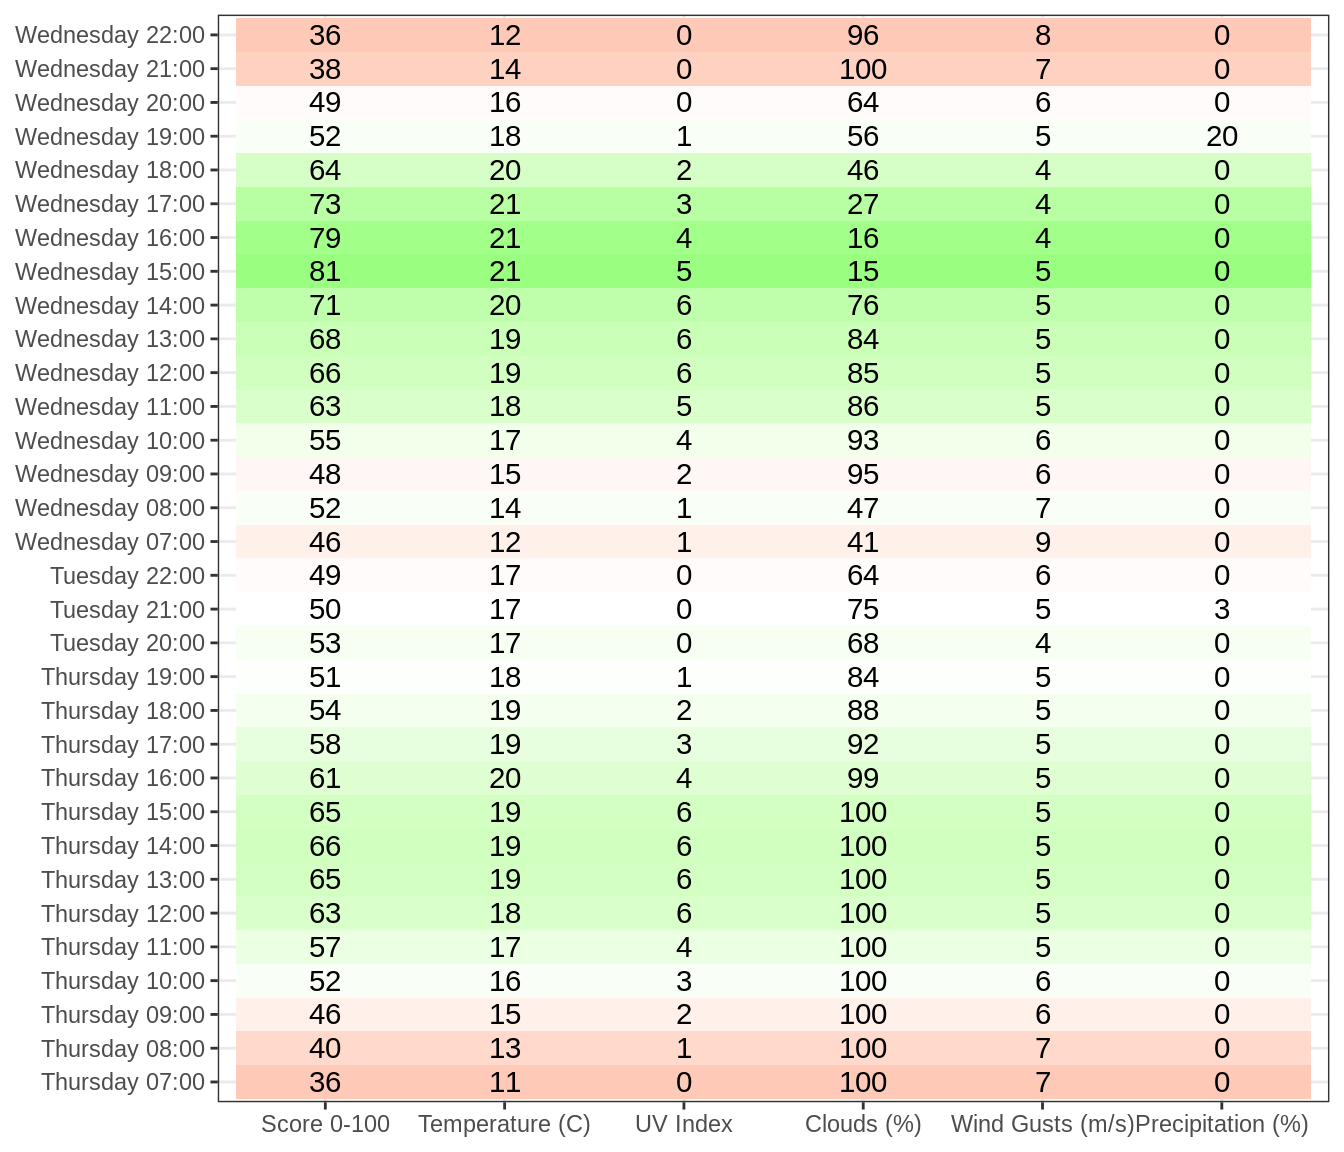 Wednesday 22:00 36 12 0 96 8 0
Wednesday 21:00 38 14 0 100 7 0
Wednesday 20:00 49 16 0 64 6 0
Wednesday 19:00 52 18 1 56 5 20
Wednesday 18:00 64 20 2 46 4 0
Wednesday 17:00 73 21 3 27 4 0
Wednesday 16:00 79 21 4 16 4 0
Wednesday 15:00 81 21 5 15 5 0
Wednesday 14:00 71 20 6 76 5 0
Wednesday 13:00 68 19 6 84 5 0
Wednesday 12:00 66 19 6 85 5 0
Wednesday 11:00 63 18 5 86 5 0
Wednesday 10:00 55 17 4 93 6 0
Wednesday 09:00 48 15 2 95 6 0
Wednesday 08:00 52 14 1 47 7 0
Wednesday 07:00 46 12 1 41 9 0
Tuesday 22:00 49 17 0 64 6 0
Tuesday 21:00 50 17 0 75 5 3
Tuesday 20:00 53 17 0 68 4 0
Thursday 19:00 51 18 1 84 5 0
Thursday 18:00 54 19 2 88 5 0
Thursday 17:00 58 19 3 92 5 0
Thursday 16:00 61 20 4 99 5 0
Thursday 15:00 65 19 6 100 5 0
Thursday 14:00 66 19 6 100 5 0
Thursday 13:00 65 19 6 100 5 0
Thursday 12:00 63 18 6 100 5 0
Thursday 11:00 57 17 4 100 5 0
Thursday 10:00 52 16 3 100 6 0
Thursday 09:00 46 15 2 100 6 0
Thursday 08:00 40 13 1 100 7 0
Thursday 07:00 36 11 0 100 7 0
Score 0-100 Temperature (C) UV Index Clouds (%) Wind Gusts (m/s) Precipitation (%)